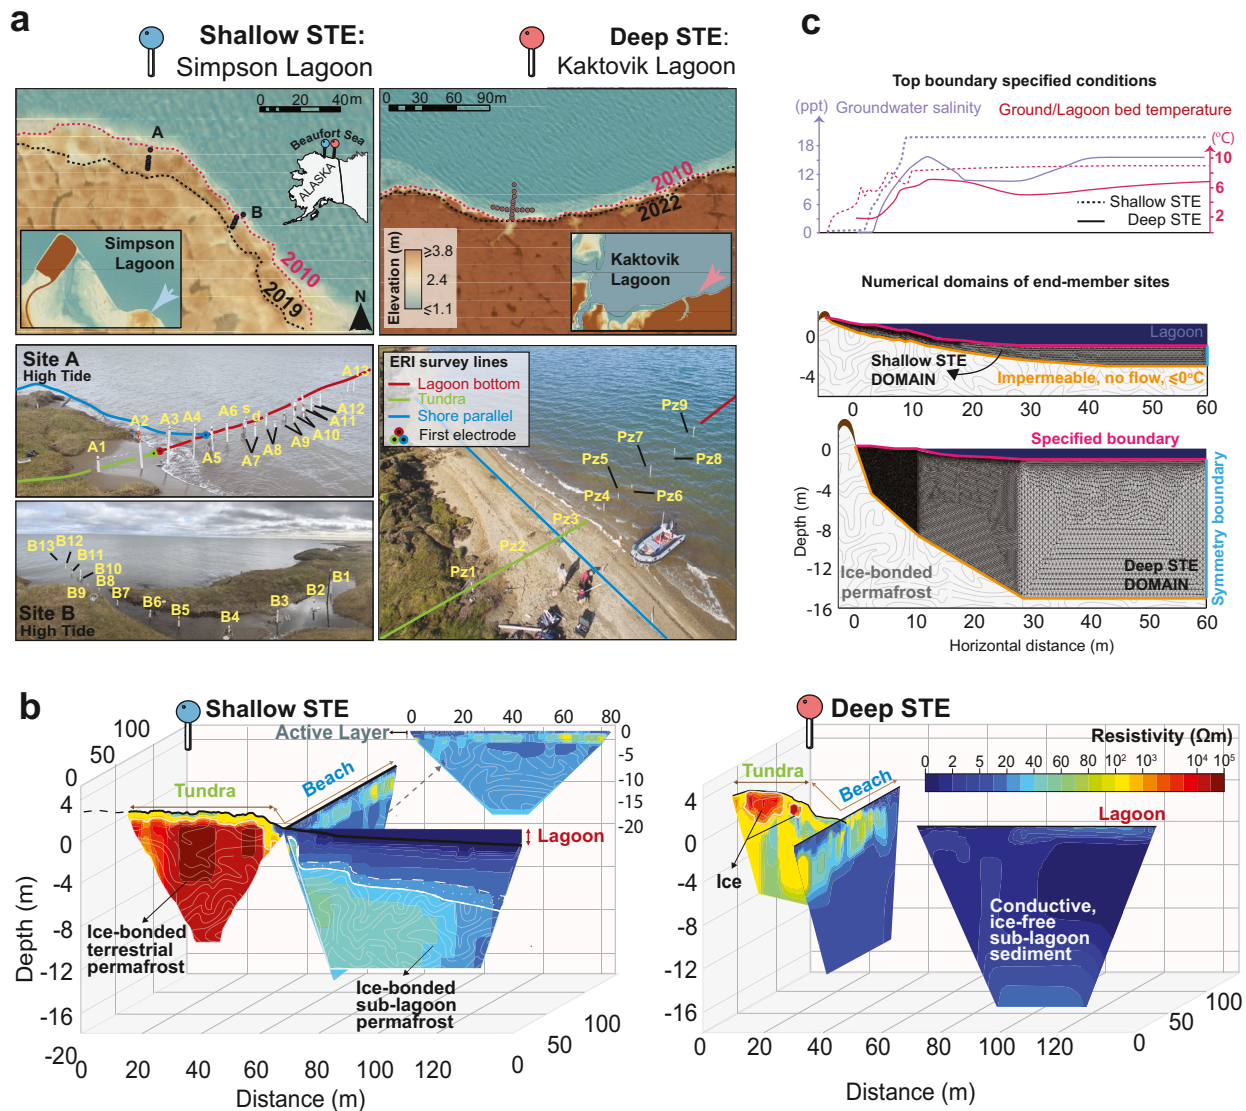 a
Shallow STE:
Simpson Lagoon
Deep STE:
Kaktovik Lagoon
0 20 40m
A
B
Beaufort Sea
ALASKA
2010
2019
N
Simpson
Lagoon
0 30 60 90m
2010
2022
Elevation (m)
⩾3.8
2.4
⩽1.1
Kaktovik
Lagoon
Site A
High Tide
A1
A2
A3
A4
A5
A6
s
d
A7
A8
A9
A10
A11
A12
A13
ERI survey lines
Lagoon bottom
Tundra
Shore parallel
First electrode
Pz9
Pz7
Pz5
Pz8
Pz4
Pz6
Pz3
Pz2
Pz1
B13
B12
B11
B10
B8
B9
B7
B6
B5
B4
B3
B2
B1
Site B
High Tide
c
Top boundary specified conditions
(ppt)
Groundwater salinity
Ground/Lagoon bed temperature
(°C)
18
12
6
0
10
6
2
Shallow STE
Deep STE
Numerical domains of end-member sites
Lagoon
0
-4
Shallow STE
DOMAIN
Impermeable, no flow, ⩽0°C
0 10 20 30 40 50 60
Specified boundary
Depth (m)
0
-4
-8
-12
-16
Ice-bonded
permafrost
Deep STE
DOMAIN
Symmetry boundary
0 10 20 30 40 50 60
Horizontal distance (m)
b
Shallow STE
100
50
0
Active Layer
0 20 40 60 80
0
-5
-10
-15
-20
Tundra
Beach
Lagoon
Depth (m)
4
0
-4
-8
-12
-16
-20
Ice-bonded
terrestrial
permafrost
Ice-bonded
sub-lagoon
permafrost
0 20 40 60 80 100 120
0
50
100
Distance (m)
Deep STE
Resistivity (Ωm)
0 2 5 20 40 60 80 10² 10³ 10⁴ 10⁵
Tundra
Beach
Lagoon
4
0
-4
-8
-12
-16
Ice
Conductive,
ice-free
sub-lagoon
sediment
0 20 40 60 80 100 120
0
50
100
Distance (m)